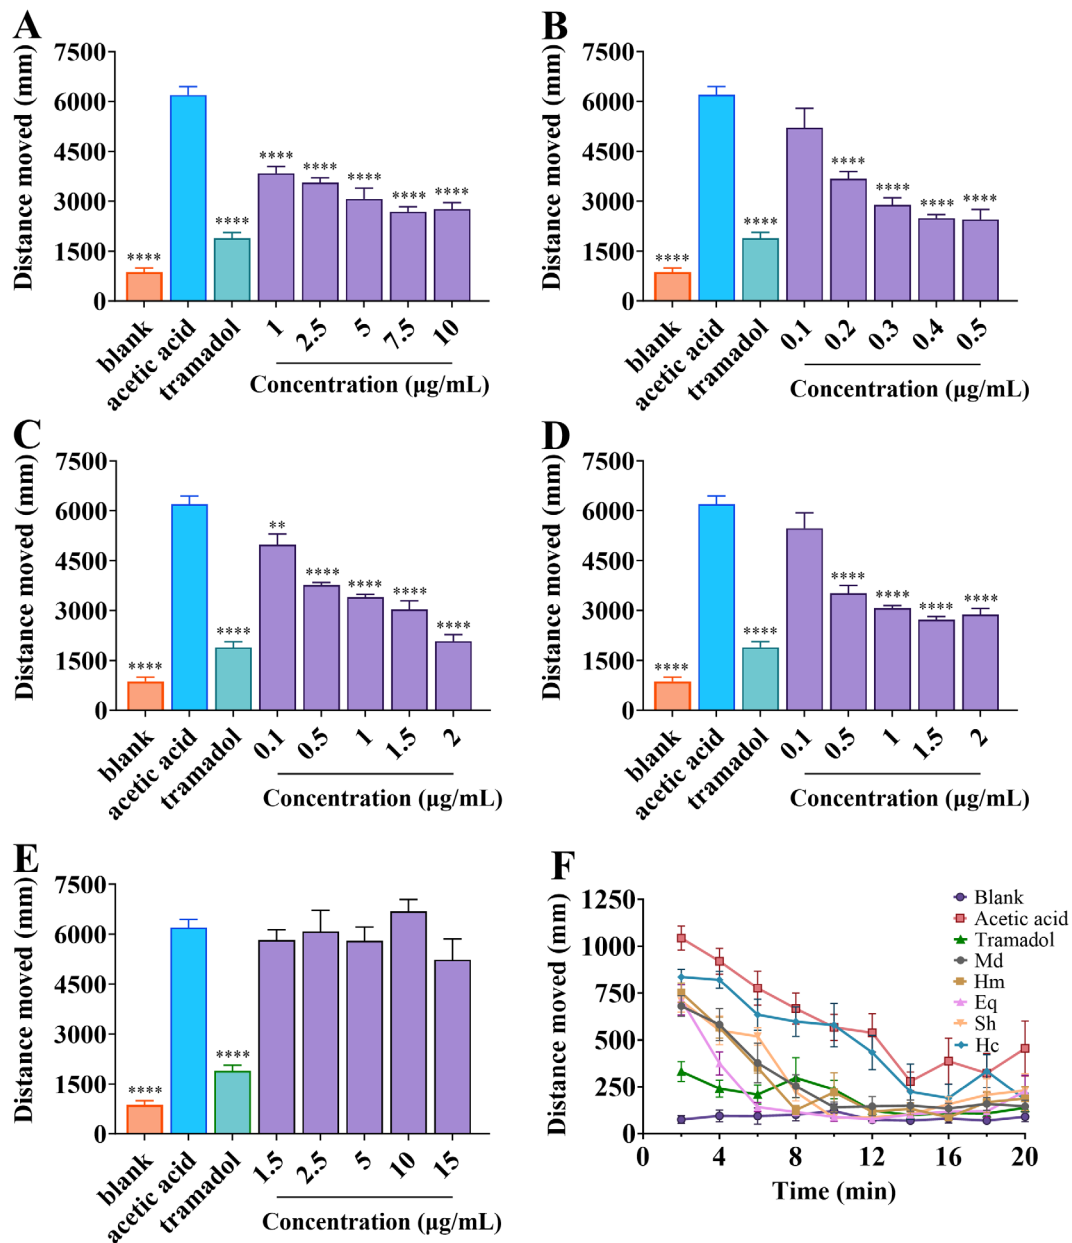 A
Distance moved (mm)
7500
6000
4500
3000
1500
0
****
****
****
****
****
****
****
blank
acetic acid
tramadol
1
2.5
5
7.5
10
Concentration (μg/mL)
B
Distance moved (mm)
7500
6000
4500
3000
1500
0
****
****
****
****
****
****
blank
acetic acid
tramadol
0.1
0.2
0.3
0.4
0.5
Concentration (μg/mL)
C
Distance moved (mm)
7500
6000
4500
3000
1500
0
****
****
**
****
****
****
****
blank
acetic acid
tramadol
0.1
0.5
1
1.5
2
Concentration (μg/mL)
D
Distance moved (mm)
7500
6000
4500
3000
1500
0
****
****
****
****
****
****
blank
acetic acid
tramadol
0.1
0.5
1
1.5
2
Concentration (μg/mL)
E
Distance moved (mm)
7500
6000
4500
3000
1500
0
****
****
blank
acetic acid
tramadol
1.5
2.5
5
10
15
Concentration (μg/mL)
F
Distance moved (mm)
1250
1000
750
500
250
0
0
4
8
12
16
20
Time (min)
Blank
Acetic acid
Tramadol
Md
Hm
Eq
Sh
Hc